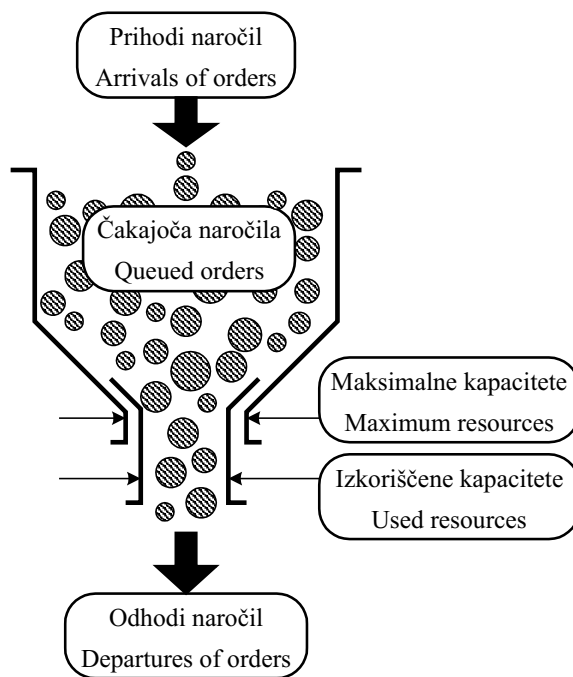 Prihodi naročil
Arrivals of orders
Čakajoča naročila
Queued orders
Maksimalne kapacitete
Maximum resources
Izkoriščene kapacitete
Used resources
Odhodi naročil
Departures of orders